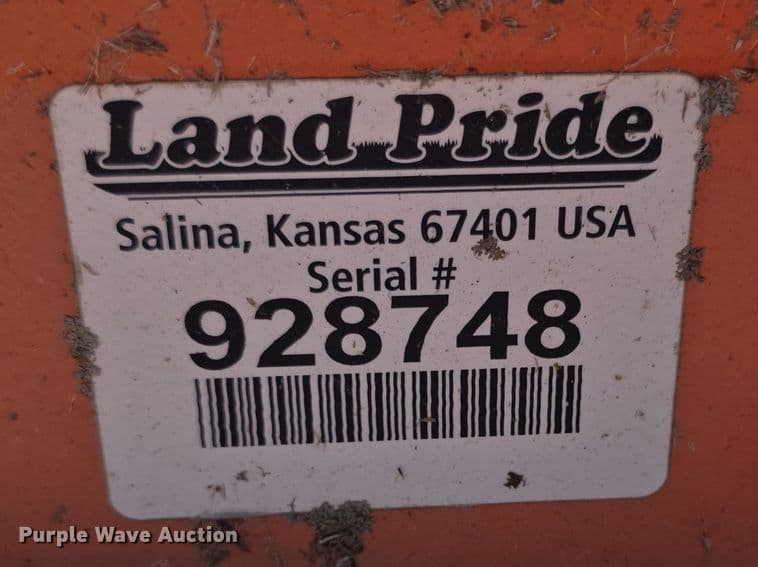 Land Pride
Salina, Kansas 67401 USA
Serial #
928748
Purple Wave Auction